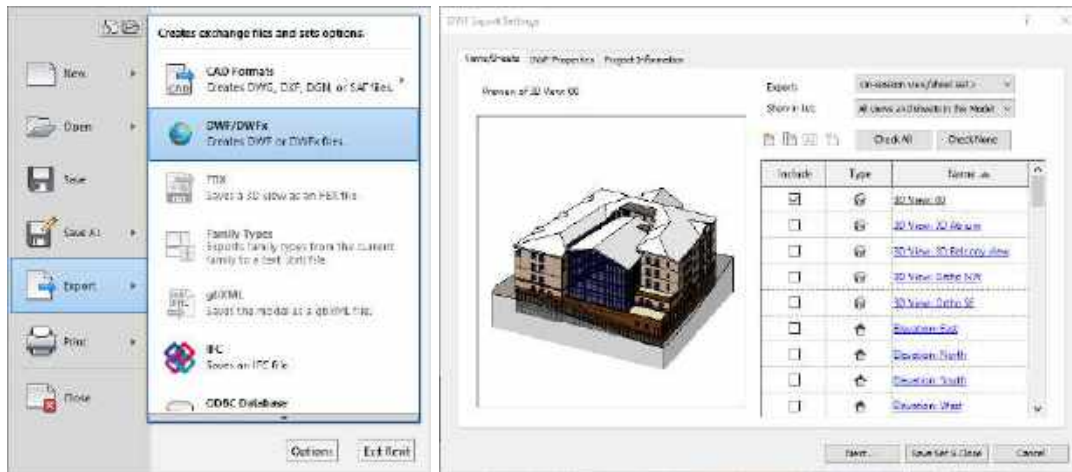 Creates exchange files and sets options.
New
CAD Formats
Creates DWG, DXF, DGN, or SAT files.
CAD
Open
DWF/DWFx
Creates DWF or DWFx files.
Save
FBX
Saves a 3D view as an FBX file.
Save As
Family Types
Exports family types from the current
family to a text (.txt) file.
Export
gbXML
Saves the model as a gbXML file.
Print
IFC
Saves an IFC file.
Close
ODBC Database
Options
Exit Revit
DWF Export Settings
Views/Sheets DWF Properties Project Information
Preview of 3D View:
Export:
<In-session view/sheet set>
Show in list:
All views and sheets in the Model
Check All Check None
Include Type Name
3D View:
3D View: 3D Atrium
3D View: 3D Balcony view
3D View: Ortho NW
3D View: Ortho SE
Elevation: East
Elevation: North
Elevation: South
Elevation: West
Next...
Save Set & Close
Cancel